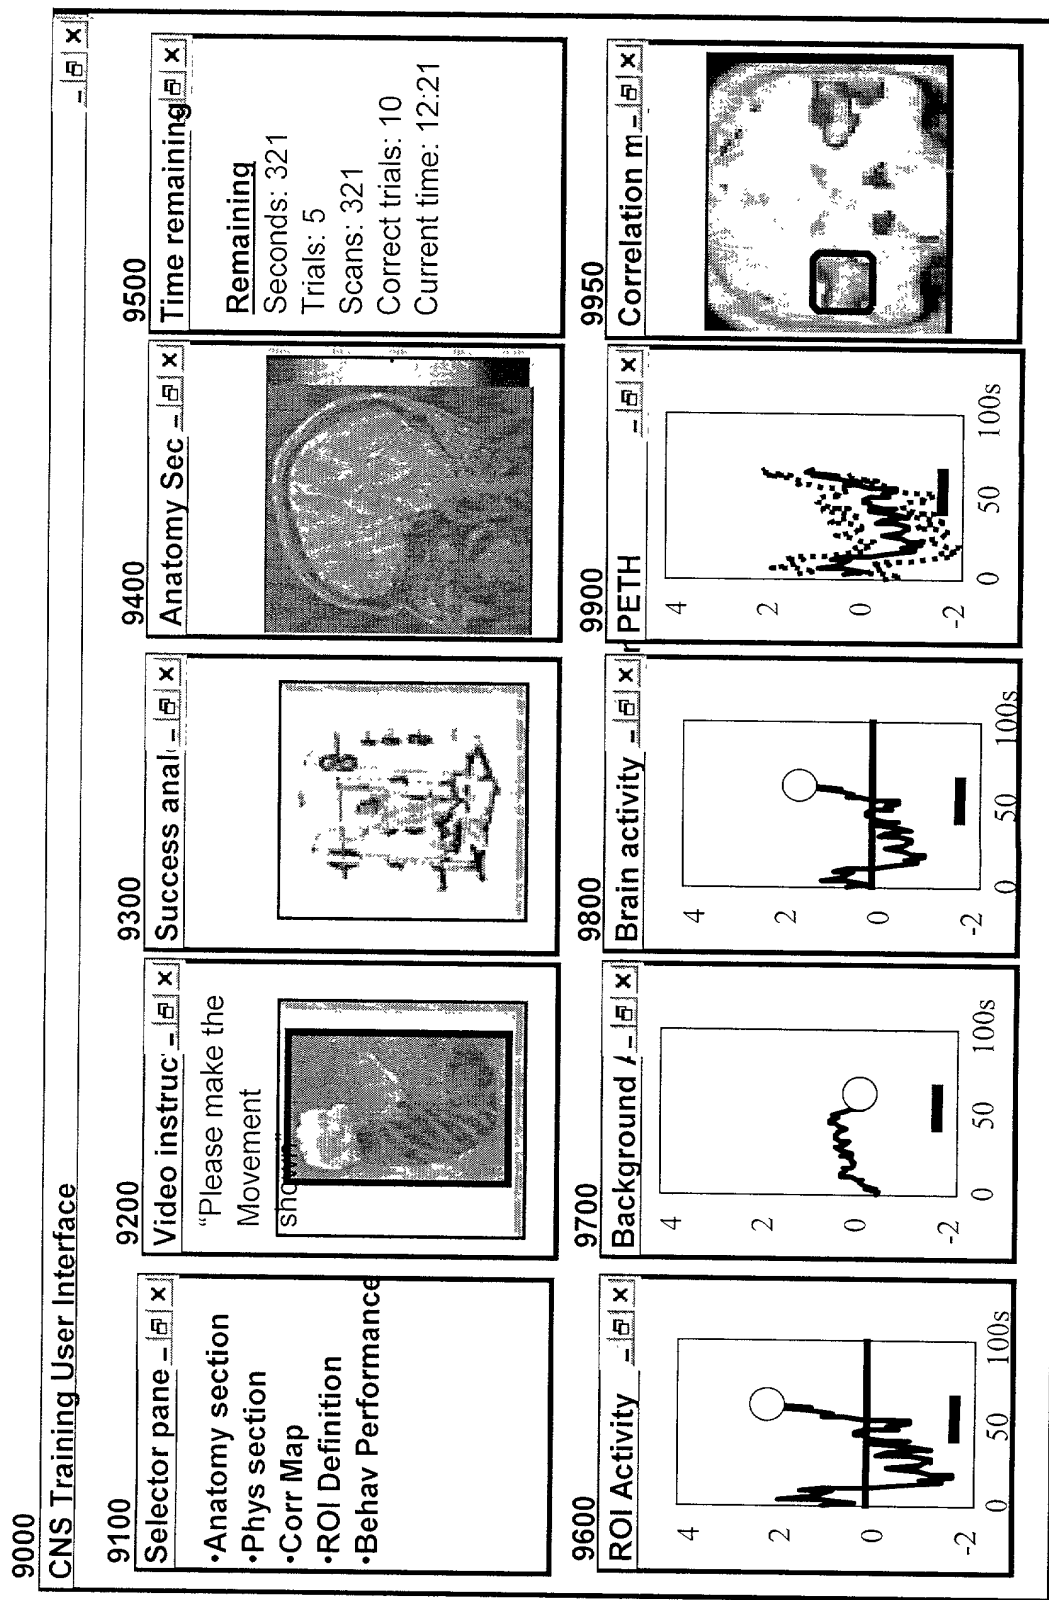 9000
CNS Training User Interface
9100
Selector pane
•Anatomy section
•Phys section
•Corr Map
•ROI Definition
•Behav Performance
9200
Video instruc
“Please make the
Movement
shown”
9300
Success anal
9400
Anatomy Sec
9500
Time remaining
Remaining
Seconds: 321
Trials: 5
Scans: 321
Correct trials: 10
Current time: 12:21
9600
ROI Activity
4
2
0
-2
0
50
100s
9700
Background A
4
2
0
-2
0
50
100s
9800
Brain activity
4
2
0
-2
0
50
100s
9900
PETH
4
2
0
-2
0
50
100s
9950
Correlation m